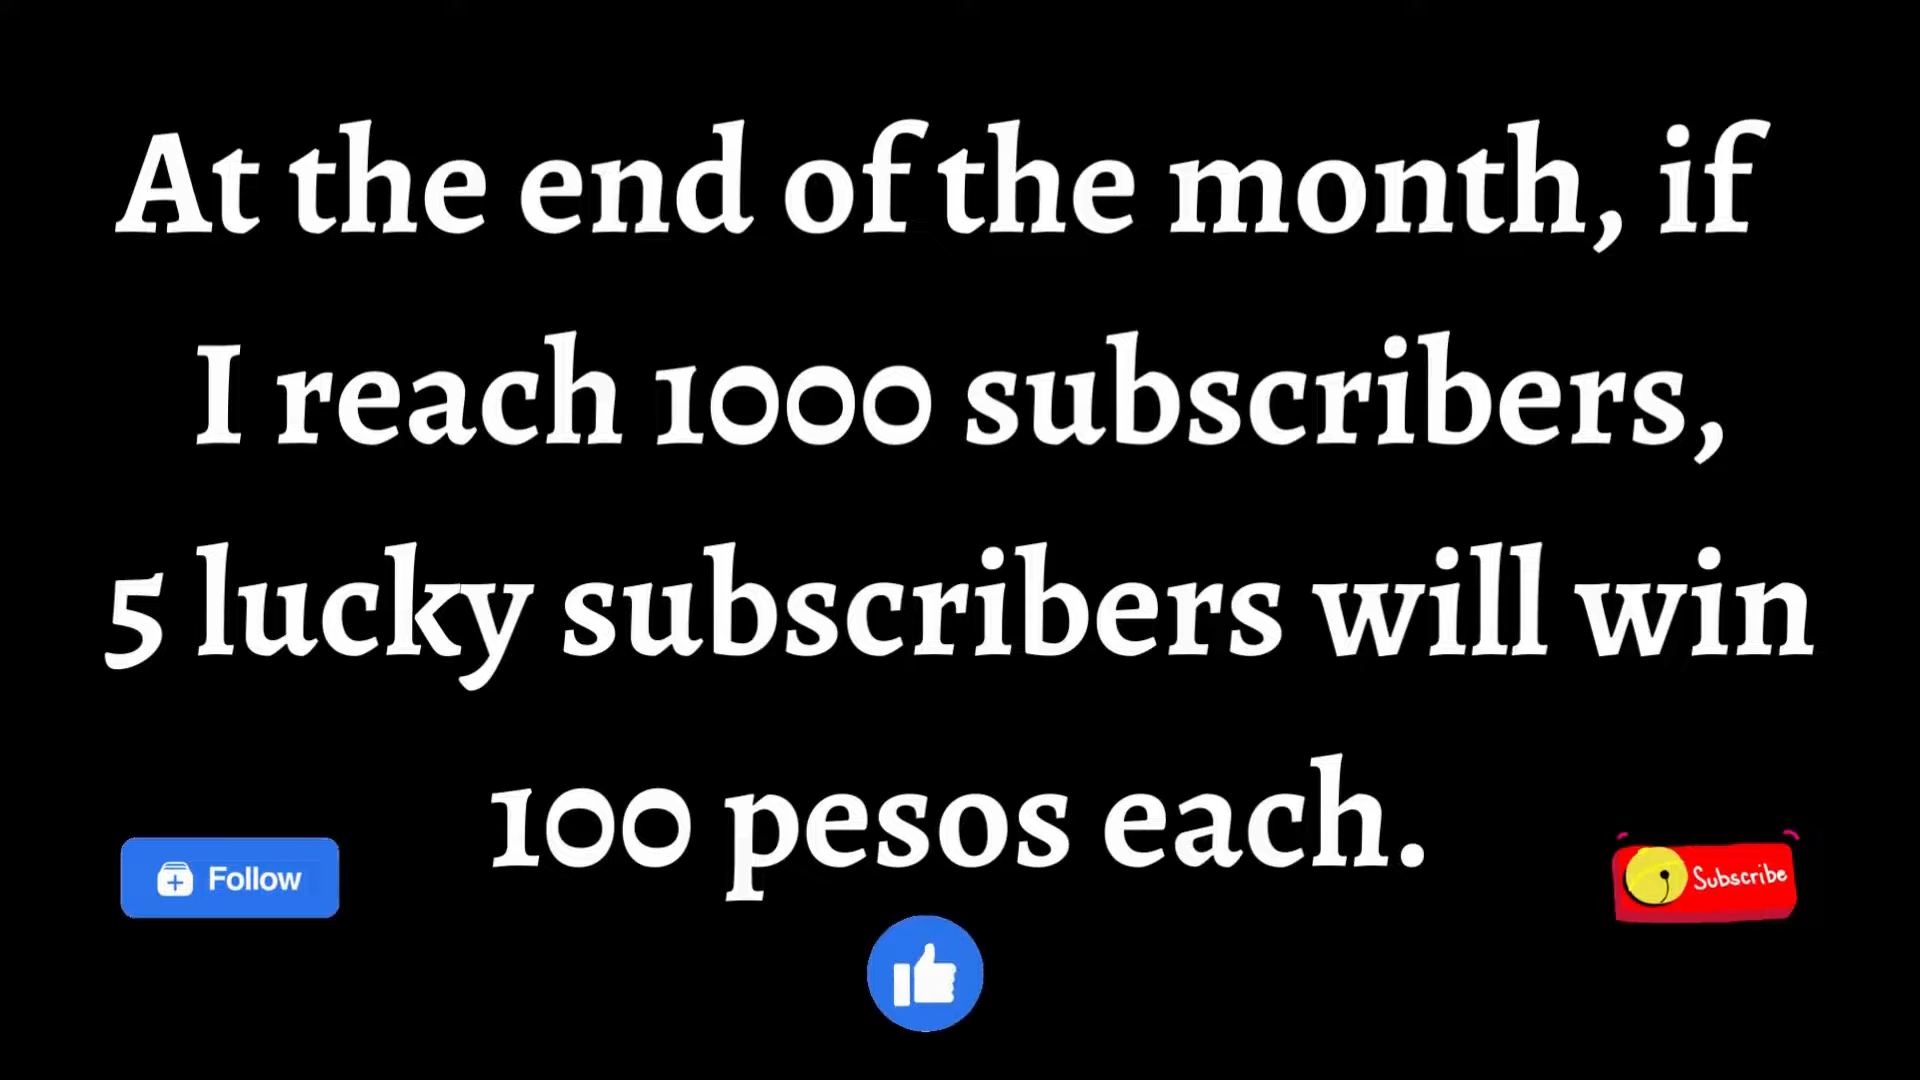 At the end of the month, if
I reach 1000 subscribers,
5 lucky subscribers will win
100 pesos each.
Follow
Subscribe